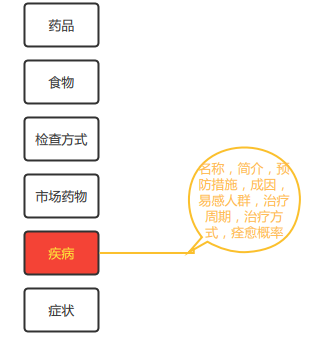 药品
食物
检查方式
市场药物
疾病
症状
名称，简介，预
防措施，成因，
易感人群，治疗
周期，治疗方
式，痊愈概率